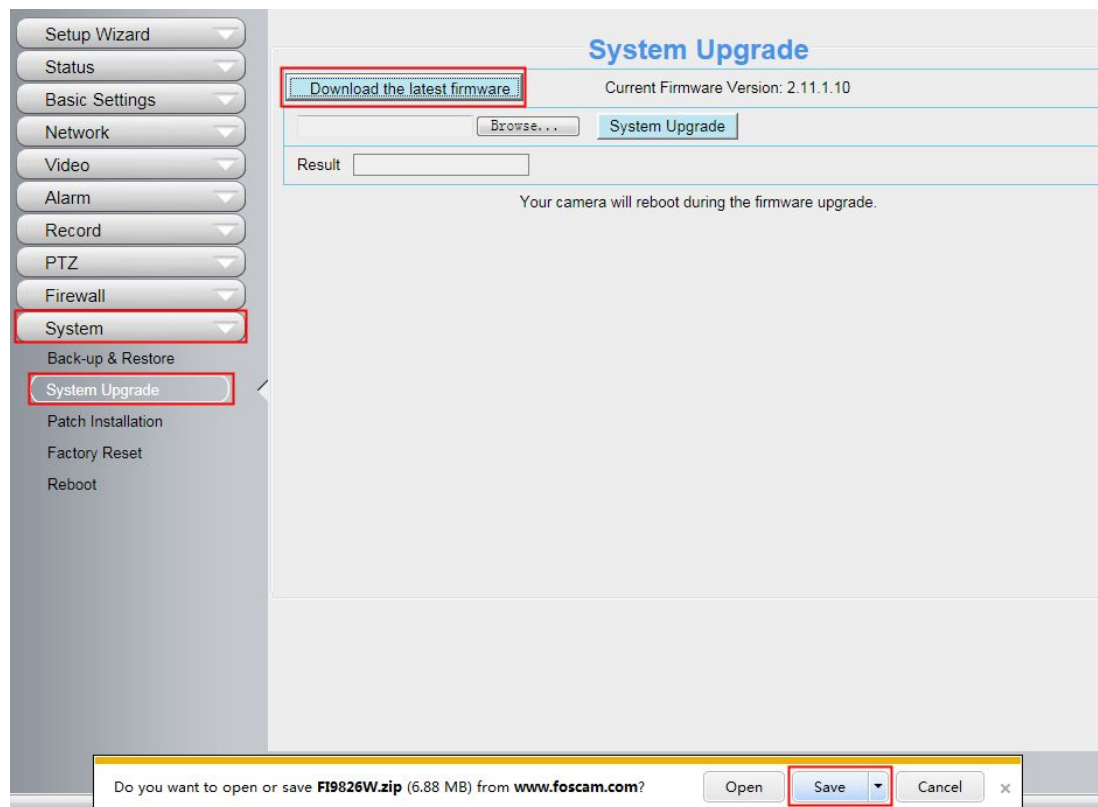 Setup Wizard
Status
Basic Settings
Network
Video
Alarm
Record
PTZ
Firewall
System
Back-up & Restore
System Upgrade
Patch Installation
Factory Reset
Reboot
System Upgrade
Download the latest firmware Current Firmware Version: 2.11.1.10
Browse... System Upgrade
Result
Your camera will reboot during the firmware upgrade.
Do you want to open or save FI9826W.zip (6.88 MB) from www.foscam.com? Open Save Cancel ×